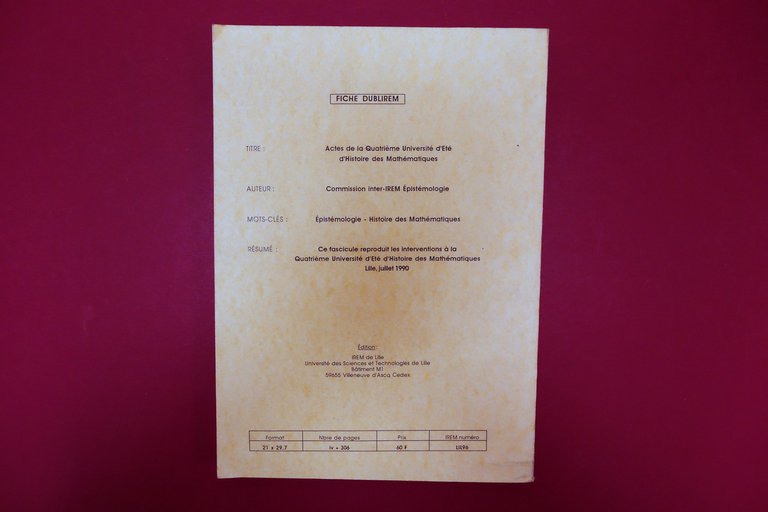 FICHE DUBLIREM
TITRE : Actes de la Quatrième Université d'Eté
d'Histoire des Mathématiques
AUTEUR : Commission inter-IREM Épistémologie
MOTS-CLÉS : Épistémologie - Histoire des Mathématiques
RÉSUMÉ : Ce fascicule reproduit les interventions à la
Quatrième Université d'Eté d'Histoire des Mathématiques
Lille, juillet 1990
Édition :
IREM de Lille
Université des Sciences et Technologies de Lille
Bâtiment M1
59655 Villeneuve d'Ascq Cedex
Format Nbre de pages Prix IREM numéro
21 x 29,7 iv + 306 60 F LIL96